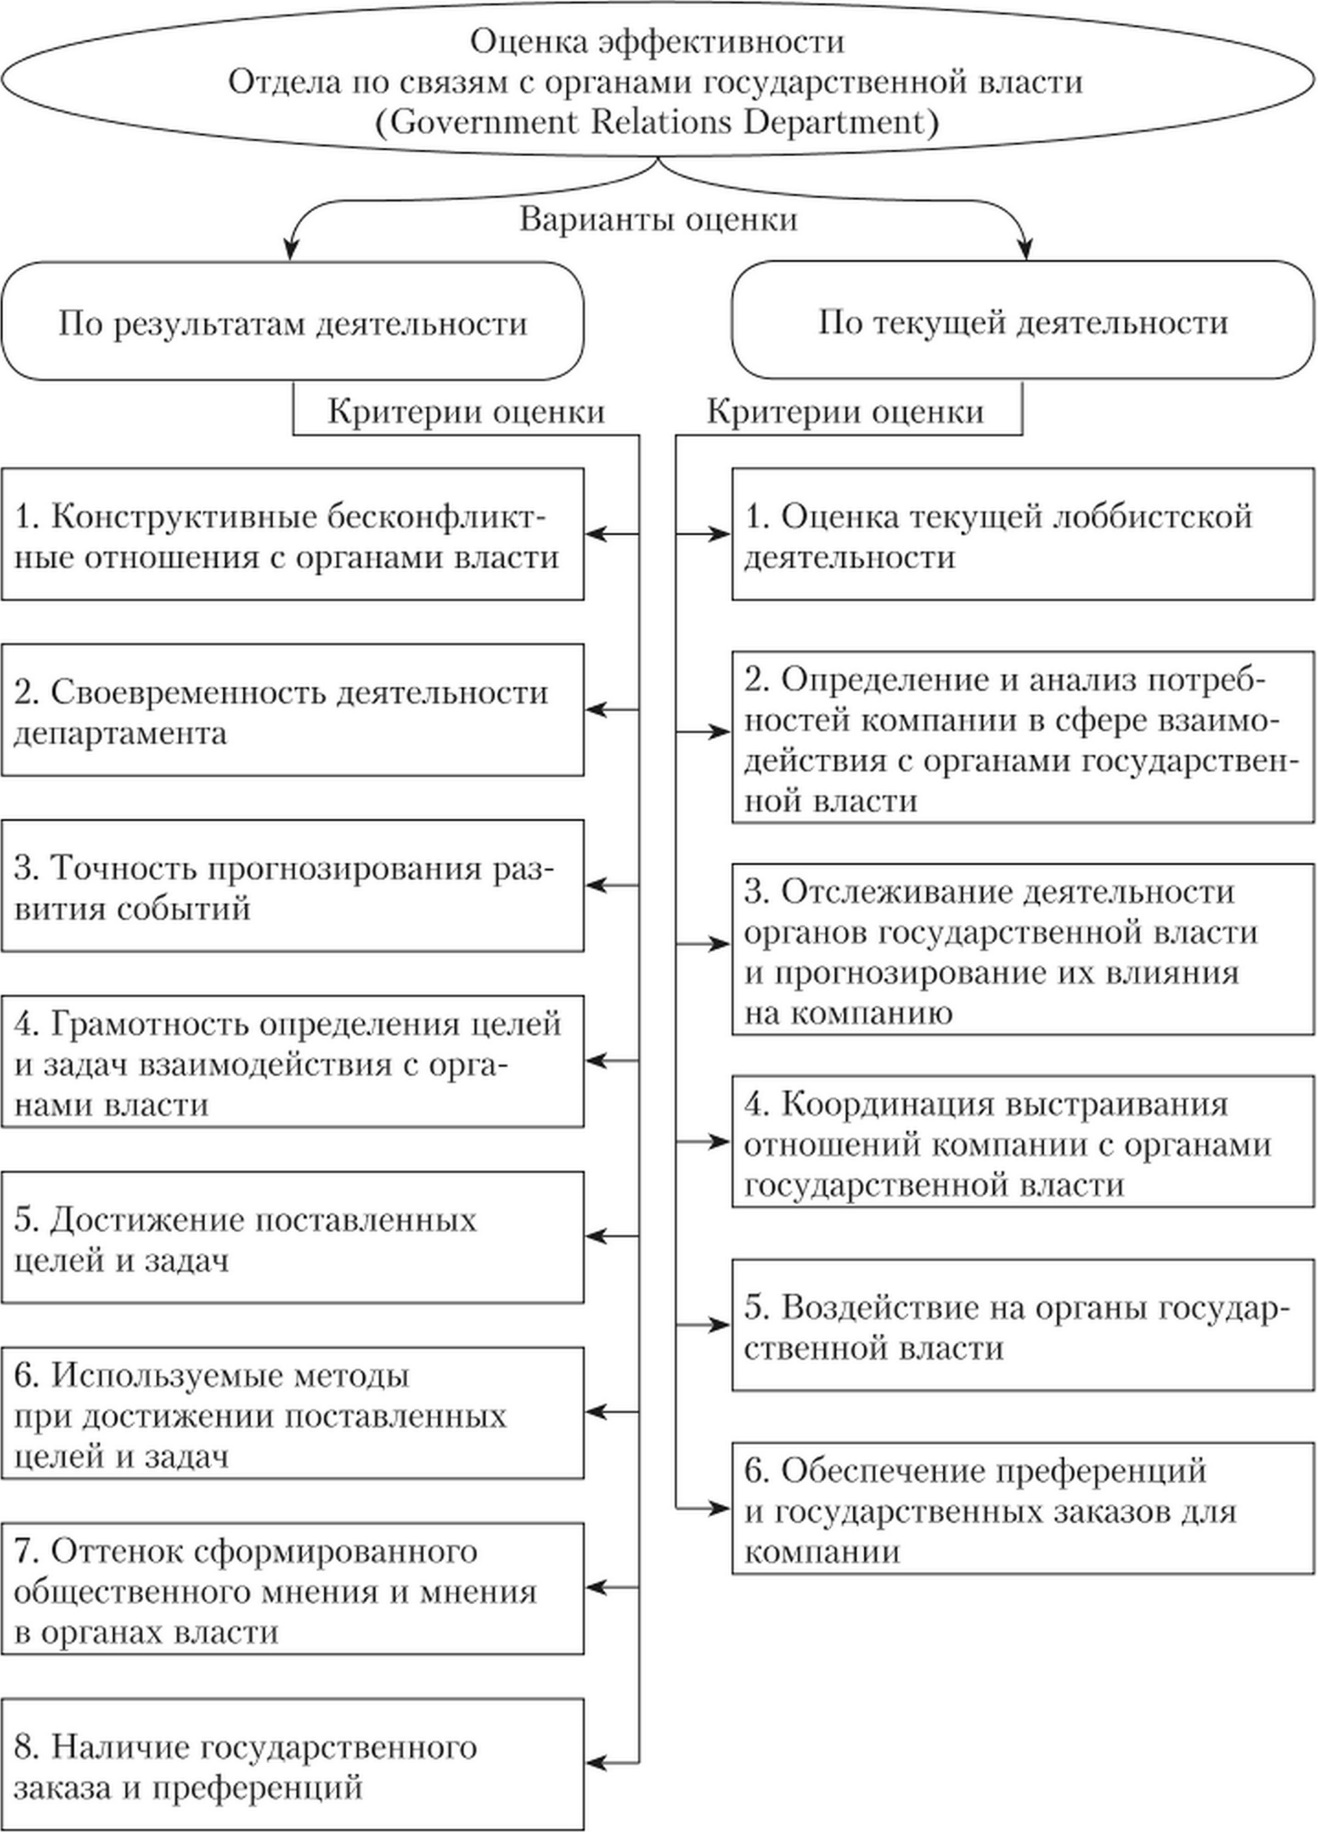 Оценка эффективности
Отдела по связям с органами государственной власти
(Government Relations Department)
Варианты оценки
По результатам деятельности
По текущей деятельности
Критерии оценки
Критерии оценки
1. Конструктивные бесконфликт-
ные отношения с органами власти
2. Своевременность деятельности
департамента
3. Точность прогнозирования раз-
вития событий
4. Грамотность определения целей
и задач взаимодействия с орга-
нами власти
5. Достижение поставленных
целей и задач
6. Используемые методы
при достижении поставленных
целей и задач
7. Оттенок сформированного
общественного мнения и мнения
в органах власти
8. Наличие государственного
заказа и преференций
1. Оценка текущей лоббистской
деятельности
2. Определение и анализ потреб-
ностей компании в сфере взаимо-
действия с органами государствен-
ной власти
3. Отслеживание деятельности
органов государственной власти
и прогнозирование их влияния
на компанию
4. Координация выстраивания
отношений компании с органами
государственной власти
5. Воздействие на органы государ-
ственной власти
6. Обеспечение преференций
и государственных заказов для
компании